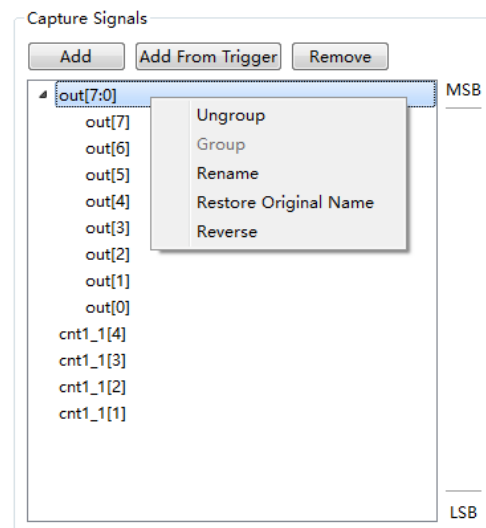 Capture Signals
Add Add From Trigger Remove
out[7:0] MSB
out[7] Ungroup
out[6] Group
out[5] Rename
out[4] Restore Original Name
out[3] Reverse
out[2]
out[1]
out[0]
cnt1_1[4]
cnt1_1[3]
cnt1_1[2]
cnt1_1[1]
LSB